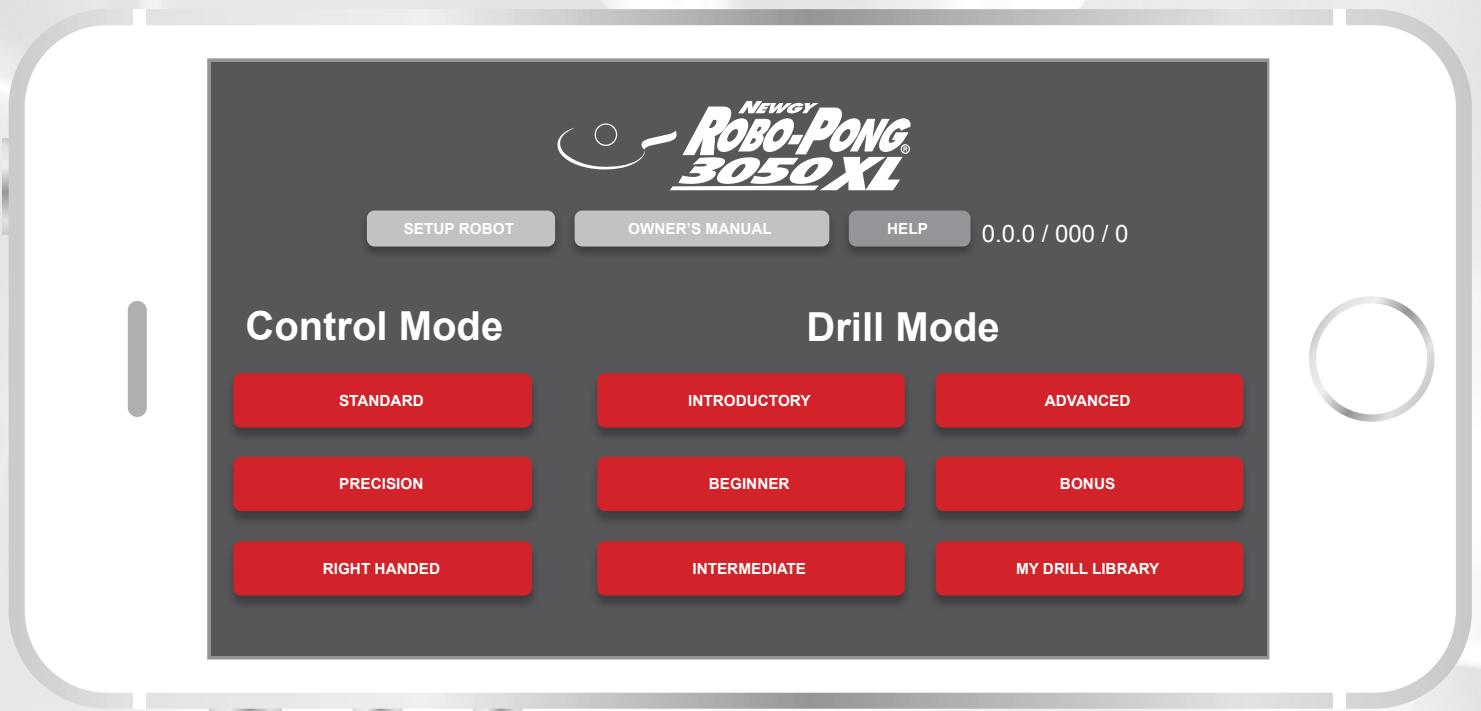 NEWGY
ROBO-PONG®
3050XL
SETUP ROBOT OWNER'S MANUAL HELP 0.0.0 / 000 / 0
Control Mode Drill Mode
STANDARD INTRODUCTORY ADVANCED
PRECISION BEGINNER BONUS
RIGHT HANDED INTERMEDIATE MY DRILL LIBRARY